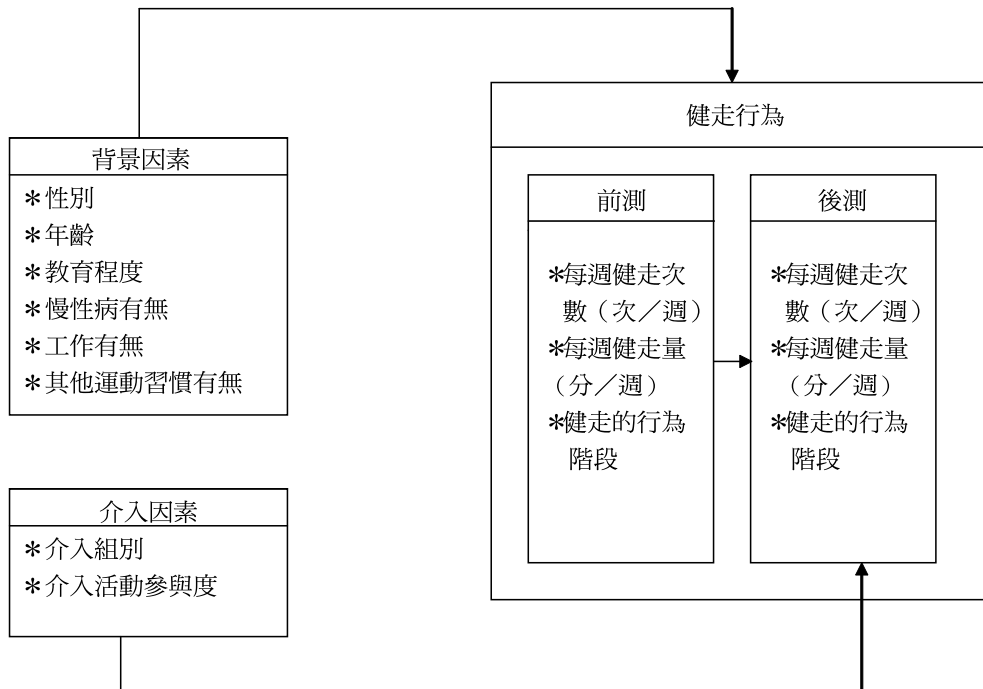 背景因素
＊性別
＊年齡
＊教育程度
＊慢性病有無
＊工作有無
＊其他運動習慣有無
介入因素
＊介入組別
＊介入活動參與度
健走行為
前測
＊每週健走次
數（次／週）
＊每週健走量
（分／週）
＊健走的行為
階段
後測
＊每週健走次
數（次／週）
＊每週健走量
（分／週）
＊健走的行為
階段